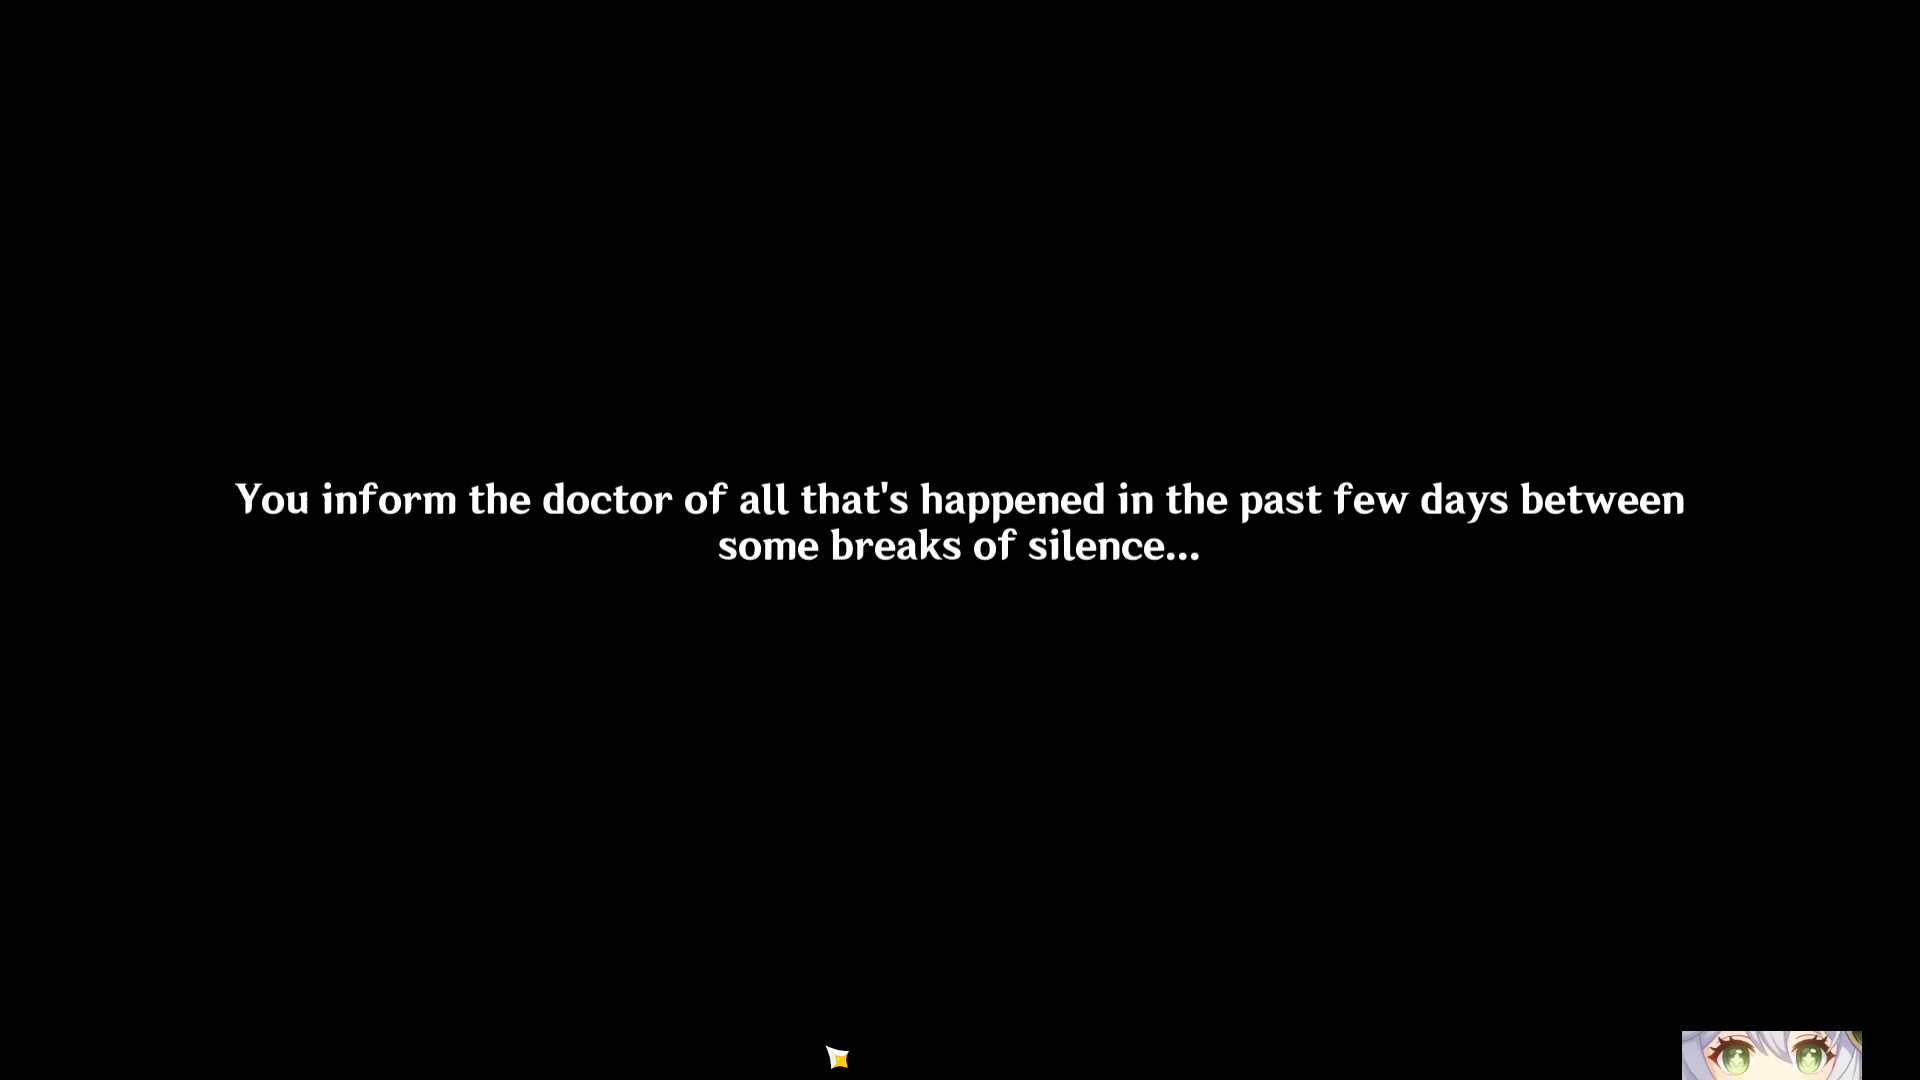 You inform the doctor of all that's happened in the past few days between
some breaks of silence...